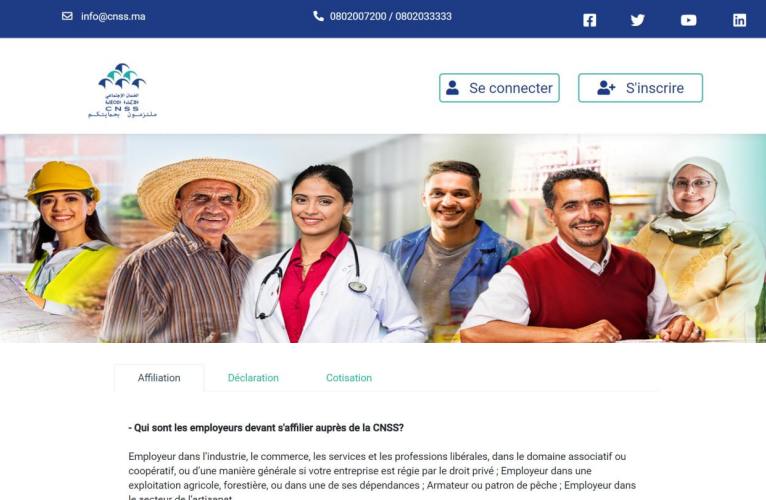 info@cnss.ma
0802007200 / 0802033333
الضمان الإجتماعي
CNSS
ملتزمون بحمايتكم
Se connecter
S'inscrire
Affiliation
Déclaration
Cotisation
- Qui sont les employeurs devant s'affilier auprès de la CNSS?
Employeur dans l'industrie, le commerce, les services et les professions libérales, dans le domaine associatif ou
coopératif, ou d'une manière générale si votre entreprise est régie par le droit privé ; Employeur dans une
exploitation agricole, forestière, ou dans une de ses dépendances ; Armateur ou patron de pêche ; Employeur dans
le secteur de l'artisanat